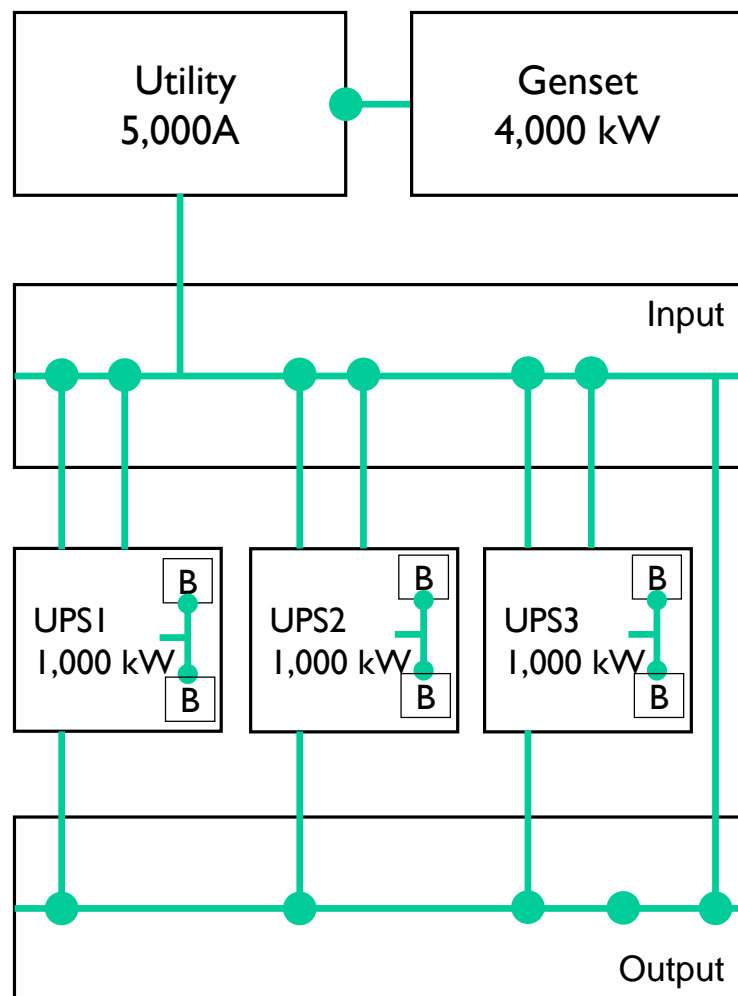 Utility
5,000A
Genset
4,000 kW
Input
B
UPS1
1,000 kW
B
B
UPS2
1,000 kW
B
B
UPS3
1,000 kW
B
Output